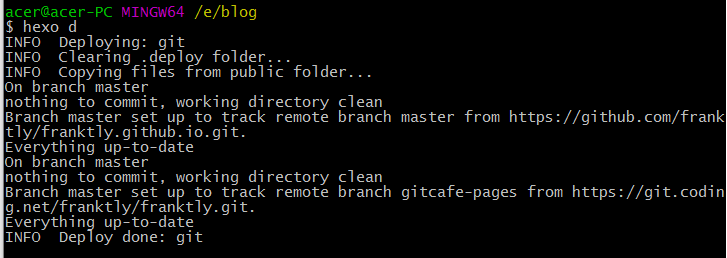 acer@acer-PC MINGW64 /e/blog
$ hexo d
INFO  Deploying: git
INFO  Clearing .deploy folder...
INFO  Copying files from public folder...
On branch master
nothing to commit, working directory clean
Branch master set up to track remote branch master from https://github.com/frank
tly/franktly.github.io.git.
Everything up-to-date
On branch master
nothing to commit, working directory clean
Branch master set up to track remote branch gitcafe-pages from https://git.codin
g.net/franktly/franktly.git.
Everything up-to-date
INFO  Deploy done: git